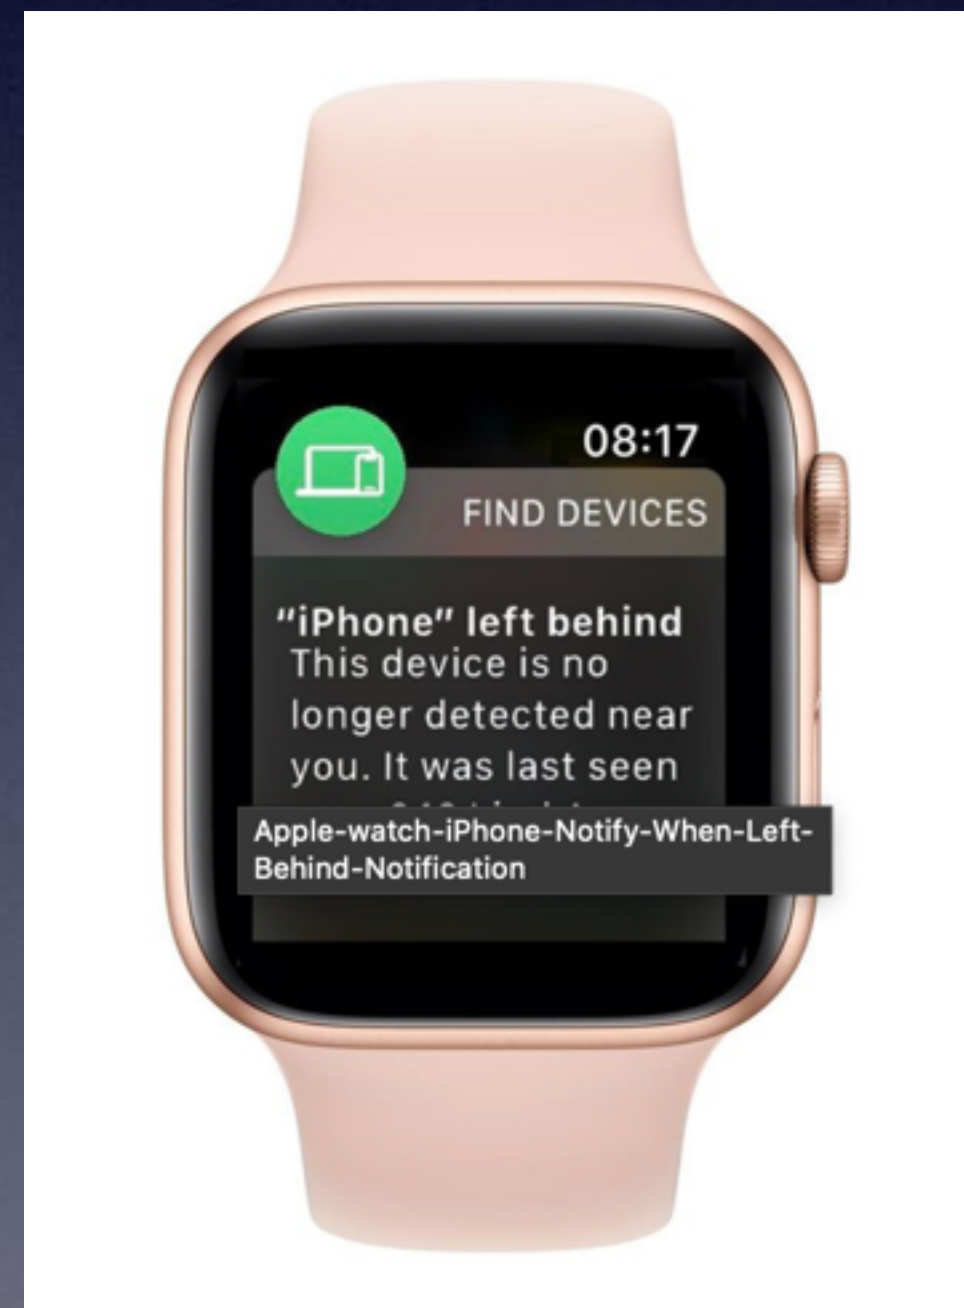 08:17
FIND DEVICES
“iPhone” left behind
This device is no
longer detected near
you. It was last seen
Apple-watch-iPhone-Notify-When-Left-
Behind-Notification